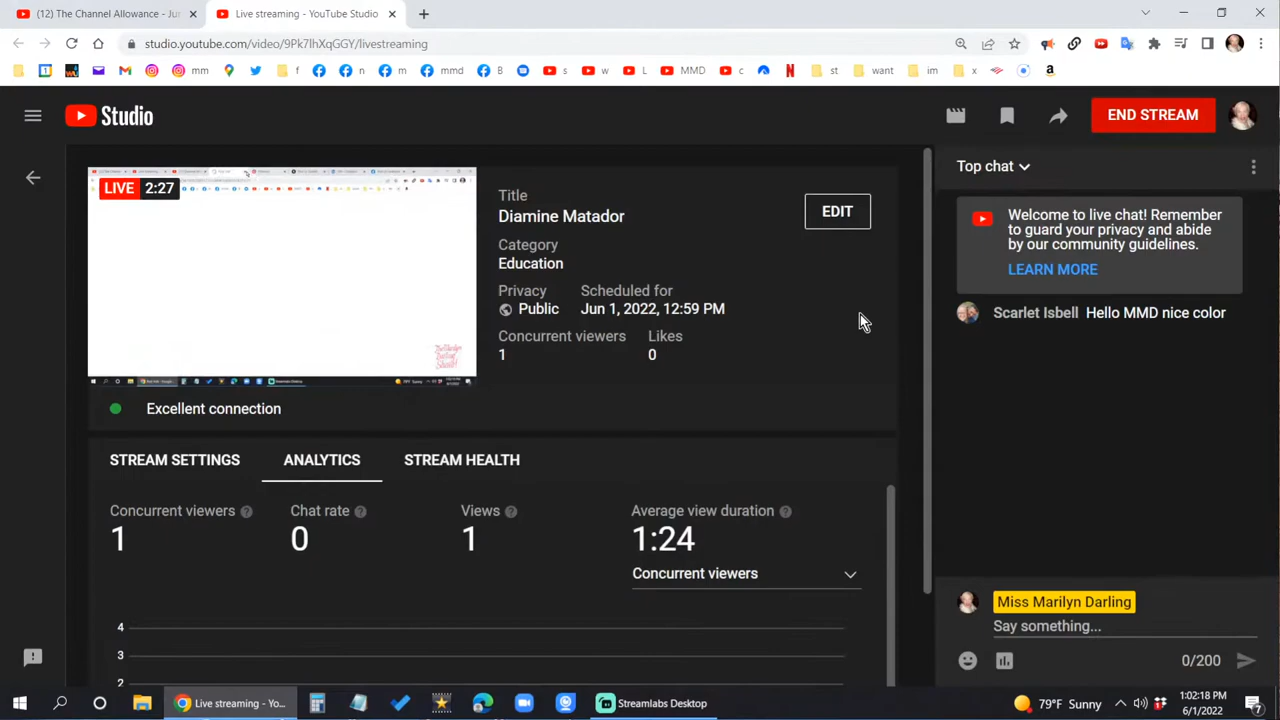 (12) The Channel Allowance - Jun
Live streaming - YouTube Studio
studio.youtube.com/video/9Pk7lhXqGGY/livestreaming
mm
f
n
m
mmd
B
s
w
L
MMD
c
st
want
im
x
Studio
END STREAM
LIVE 2:27
Title
Diamine Matador
EDIT
Category
Education
Privacy
Public
Scheduled for
Jun 1, 2022, 12:59 PM
Concurrent viewers
1
Likes
0
Excellent connection
STREAM SETTINGS
ANALYTICS
STREAM HEALTH
Concurrent viewers
1
Chat rate
0
Views
1
Average view duration
1:24
Concurrent viewers
4
3
2
Top chat
Welcome to live chat! Remember
to guard your privacy and abide
by our community guidelines.
LEARN MORE
Scarlet Isbell Hello MMD nice color
Miss Marilyn Darling
Say something...
0/200
Live streaming - Yo...
Streamlabs Desktop
79°F Sunny
1:02:18 PM
6/1/2022
7